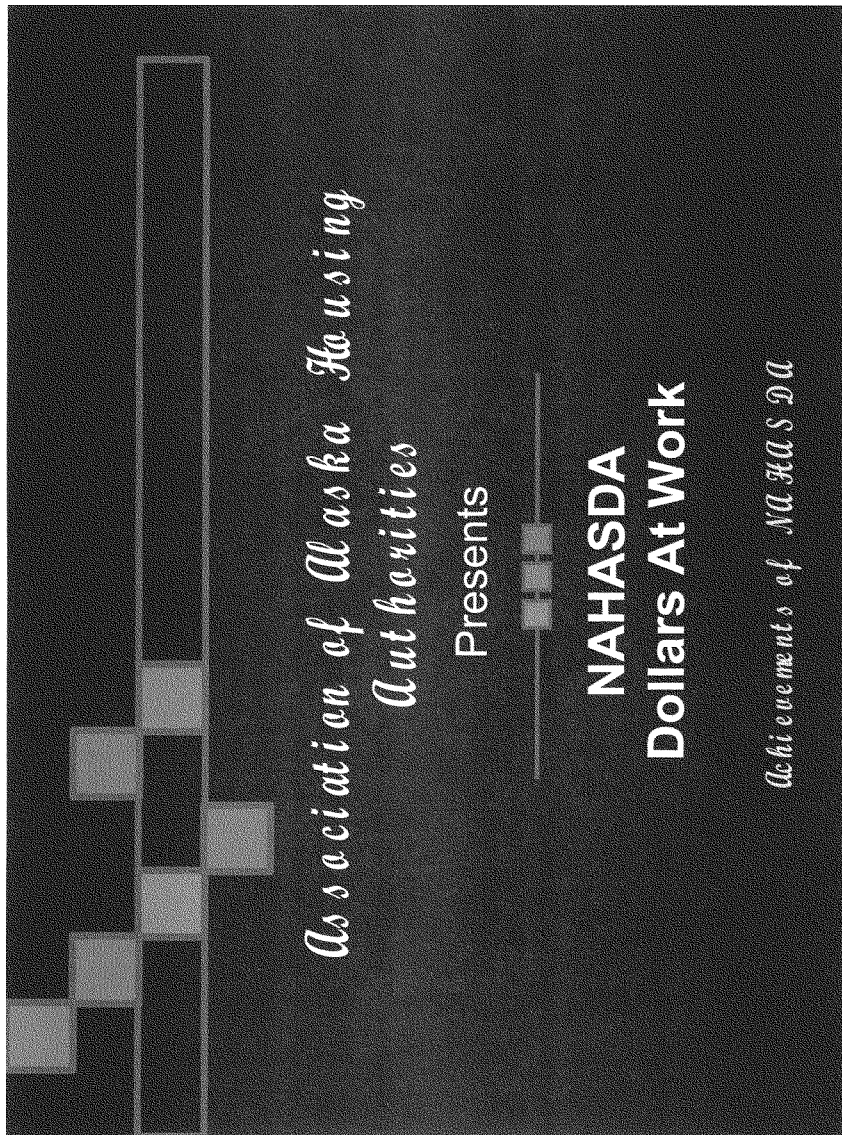 Association of Alaska Housing
Authorities
Presents
NAHASDA
Dollars At Work
Achievements of NAHASDA